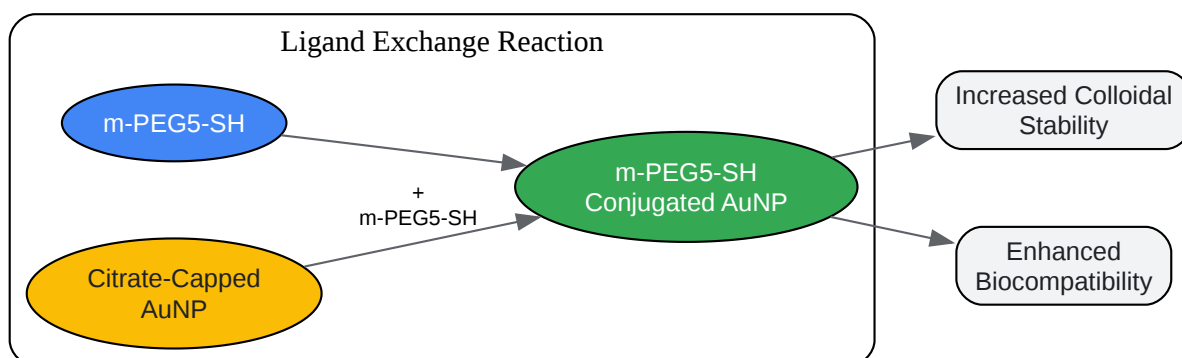 Ligand Exchange Reaction
m-PEG5-SH
+
m-PEG5-SH
Citrate-Capped
AuNP
m-PEG5-SH
Conjugated AuNP
Increased Colloidal
Stability
Enhanced
Biocompatibility